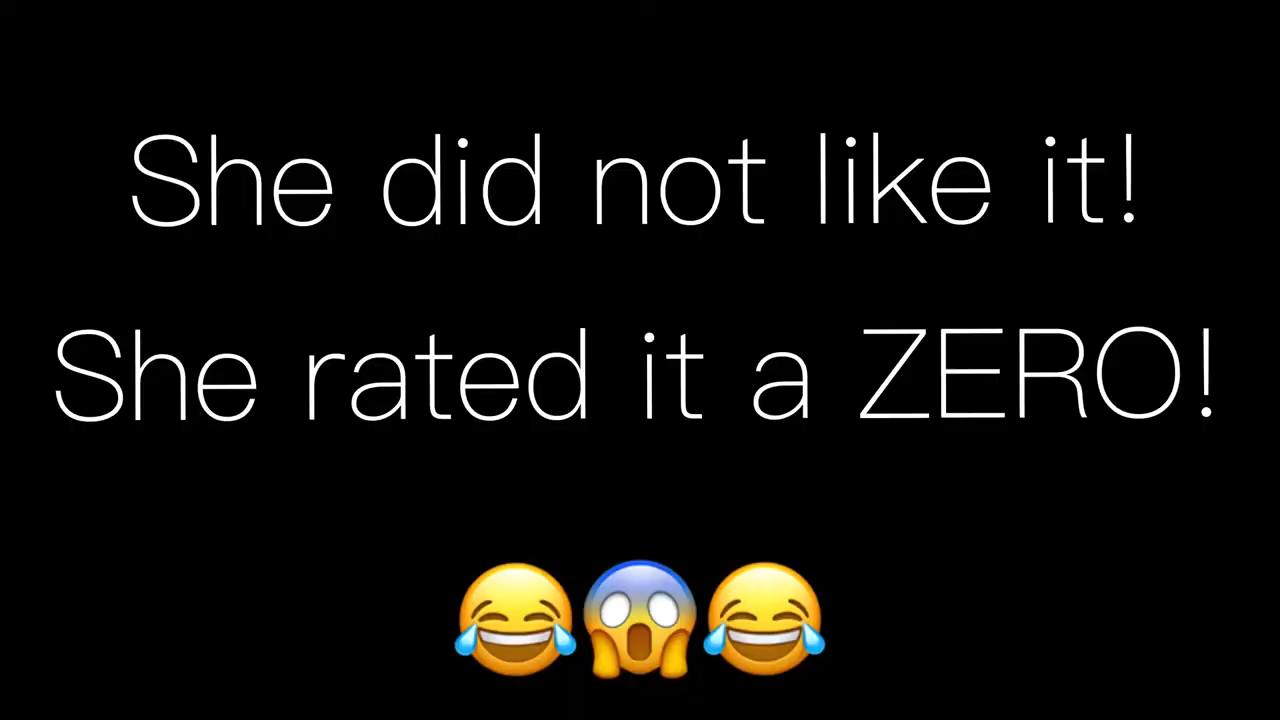 She did not like it!
She rated it a ZERO!
😂😱😂